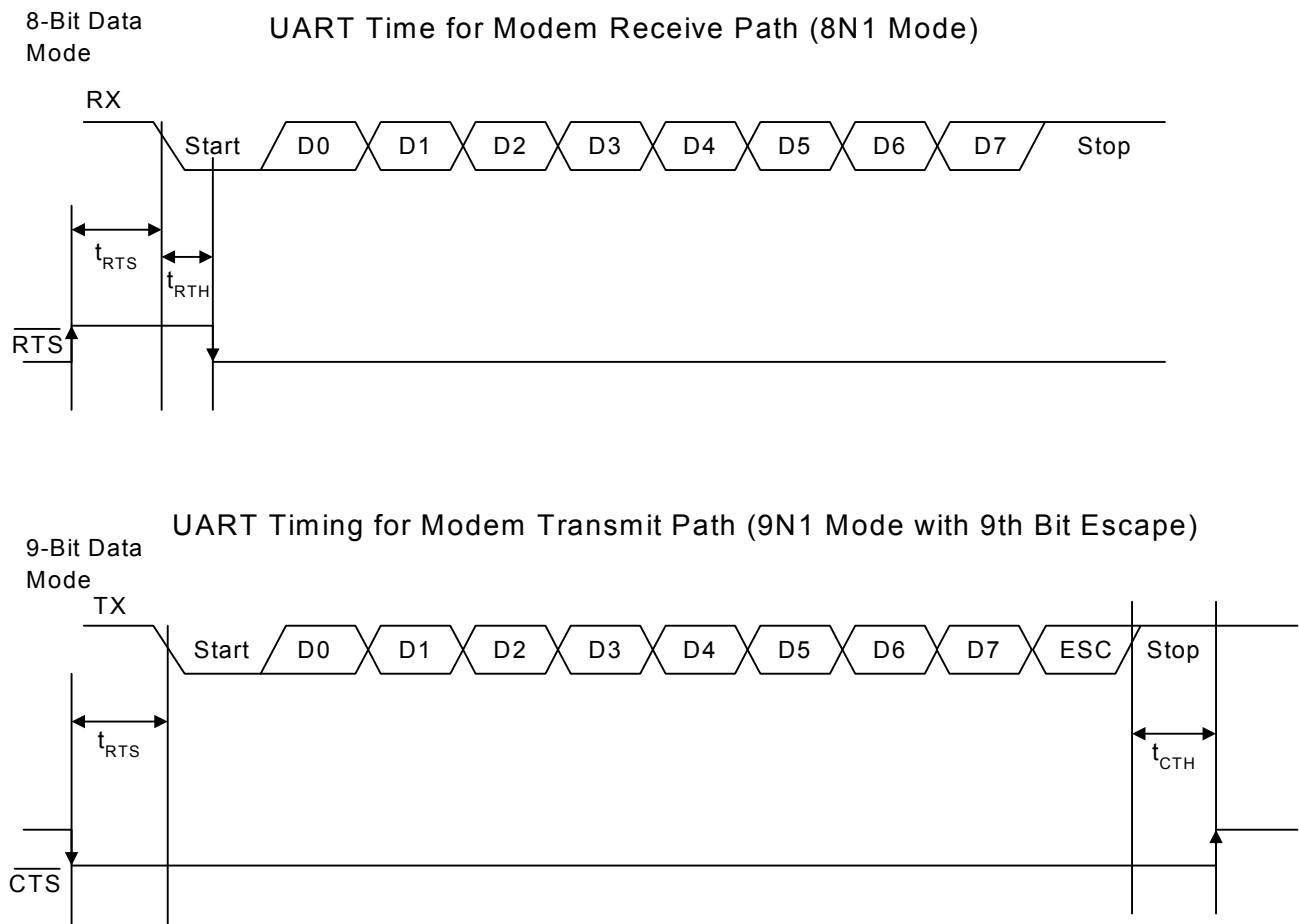 8-Bit Data
Mode
UART Time for Modem Receive Path (8N1 Mode)
RX
Start D0 D1 D2 D3 D4 D5 D6 D7 Stop
tRTS
tRTH
RTS
UART Timing for Modem Transmit Path (9N1 Mode with 9th Bit Escape)
9-Bit Data
Mode
TX
Start D0 D1 D2 D3 D4 D5 D6 D7 ESC Stop
tRTS
tCTH
CTS